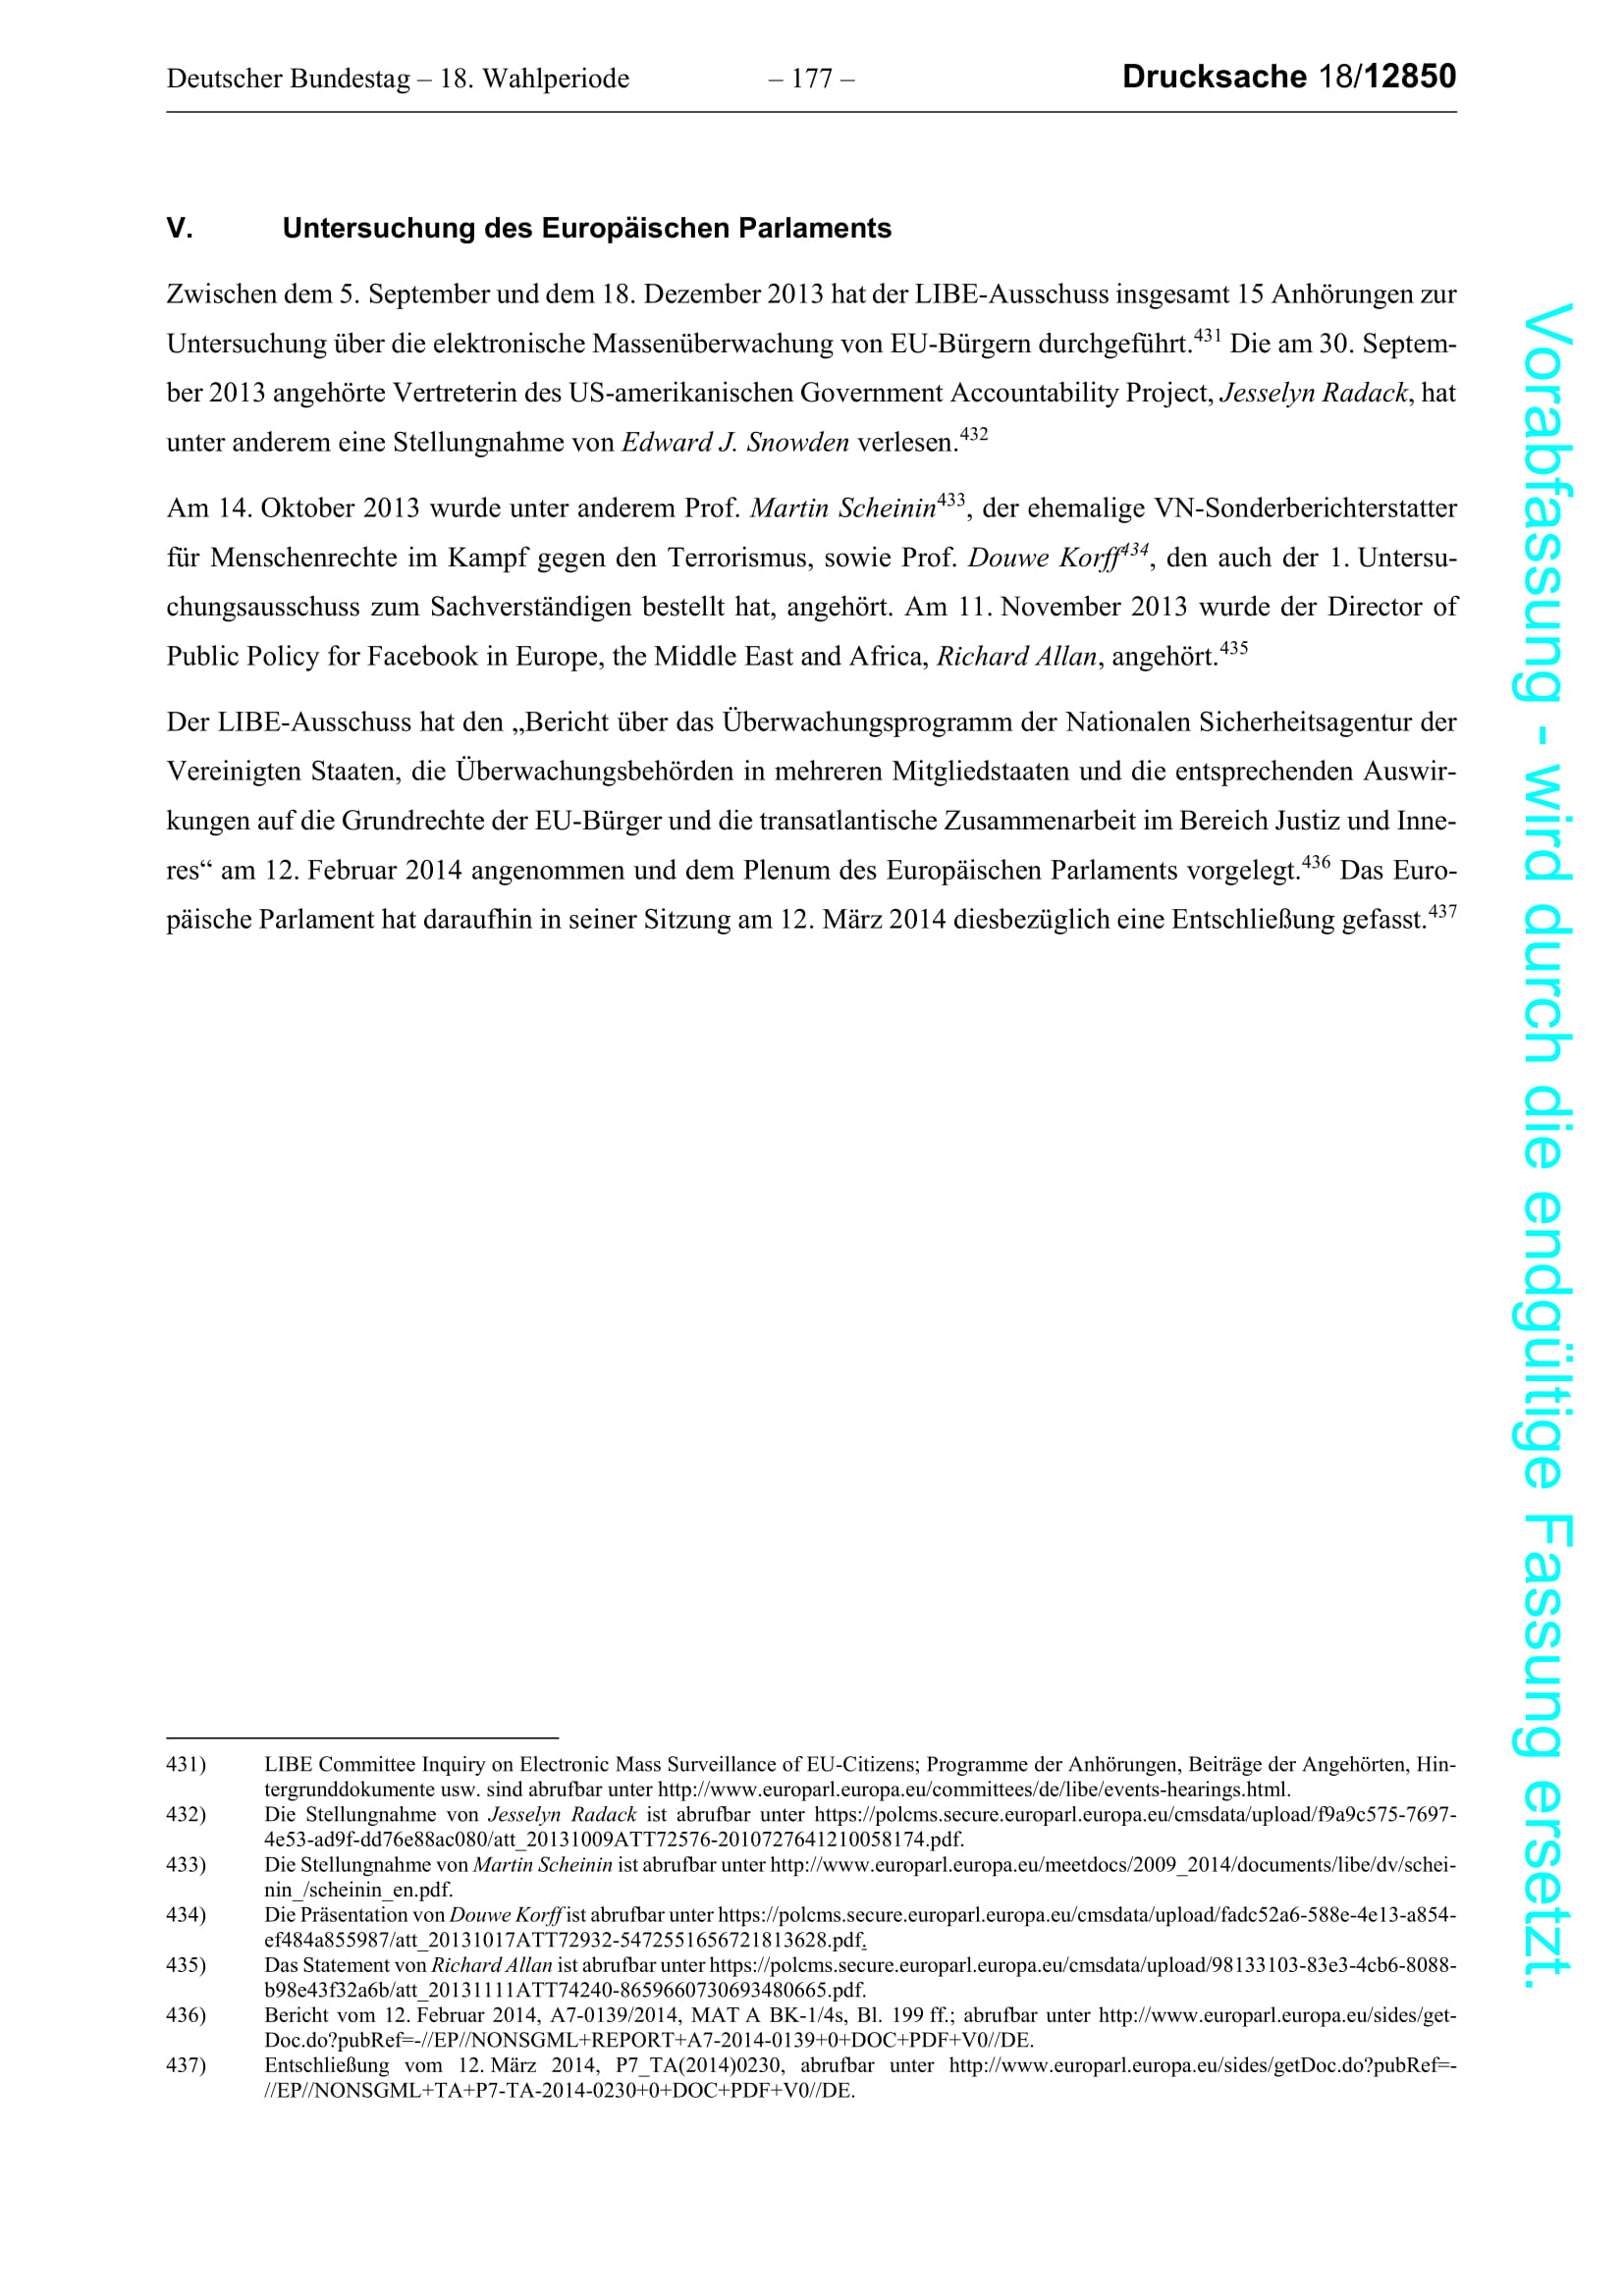 Deutscher Bundestag – 18. Wahlperiode – 177 – Drucksache 18/12850
V. Untersuchung des Europäischen Parlaments
Zwischen dem 5. September und dem 18. Dezember 2013 hat der LIBE-Ausschuss insgesamt 15 Anhörungen zur
Untersuchung über die elektronische Massenüberwachung von EU-Bürgern durchgeführt.431 Die am 30. Septem-
ber 2013 angehörte Vertreterin des US-amerikanischen Government Accountability Project, Jesselyn Radack, hat
unter anderem eine Stellungnahme von Edward J. Snowden verlesen.432
Am 14. Oktober 2013 wurde unter anderem Prof. Martin Scheinin433, der ehemalige VN-Sonderberichterstatter
für Menschenrechte im Kampf gegen den Terrorismus, sowie Prof. Douwe Korff434, den auch der 1. Untersu-
chungsausschuss zum Sachverständigen bestellt hat, angehört. Am 11. November 2013 wurde der Director of
Public Policy for Facebook in Europe, the Middle East and Africa, Richard Allan, angehört.435
Der LIBE-Ausschuss hat den „Bericht über das Überwachungsprogramm der Nationalen Sicherheitsagentur der
Vereinigten Staaten, die Überwachungsbehörden in mehreren Mitgliedstaaten und die entsprechenden Auswir-
kungen auf die Grundrechte der EU-Bürger und die transatlantische Zusammenarbeit im Bereich Justiz und Inne-
res“ am 12. Februar 2014 angenommen und dem Plenum des Europäischen Parlaments vorgelegt.436 Das Euro-
päische Parlament hat daraufhin in seiner Sitzung am 12. März 2014 diesbezüglich eine Entschließung gefasst.437
431) LIBE Committee Inquiry on Electronic Mass Surveillance of EU-Citizens; Programme der Anhörungen, Beiträge der Angehörten, Hin-
tergrunddokumente usw. sind abrufbar unter http://www.europarl.europa.eu/committees/de/libe/events-hearings.html.
432) Die Stellungnahme von Jesselyn Radack ist abrufbar unter https://polcms.secure.europarl.europa.eu/cmsdata/upload/f9a9c575-7697-
4e53-ad9f-dd76e88ac080/att_20131009ATT72576-2010727641210058174.pdf.
433) Die Stellungnahme von Martin Scheinin ist abrufbar unter http://www.europarl.europa.eu/meetdocs/2009_2014/documents/libe/dv/schei-
nin_/scheinin_en.pdf.
434) Die Präsentation von Douwe Korff ist abrufbar unter https://polcms.secure.europarl.europa.eu/cmsdata/upload/fadc52a6-588e-4e13-a854-
ef484a855987/att_20131017ATT72932-5472551656721813628.pdf.
435) Das Statement von Richard Allan ist abrufbar unter https://polcms.secure.europarl.europa.eu/cmsdata/upload/98133103-83e3-4cb6-8088-
b98e43f32a6b/att_20131111ATT74240-8659660730693480665.pdf.
436) Bericht vom 12. Februar 2014, A7-0139/2014, MAT A BK-1/4s, Bl. 199 ff.; abrufbar unter http://www.europarl.europa.eu/sides/get-
Doc.do?pubRef=-//EP//NONSGML+REPORT+A7-2014-0139+0+DOC+PDF+V0//DE.
437) Entschließung vom 12. März 2014, P7_TA(2014)0230, abrufbar unter http://www.europarl.europa.eu/sides/getDoc.do?pubRef=-
//EP//NONSGML+TA+P7-TA-2014-0230+0+DOC+PDF+V0//DE.
Vorabfassung - wird durch die endgültige Fassung ersetzt.